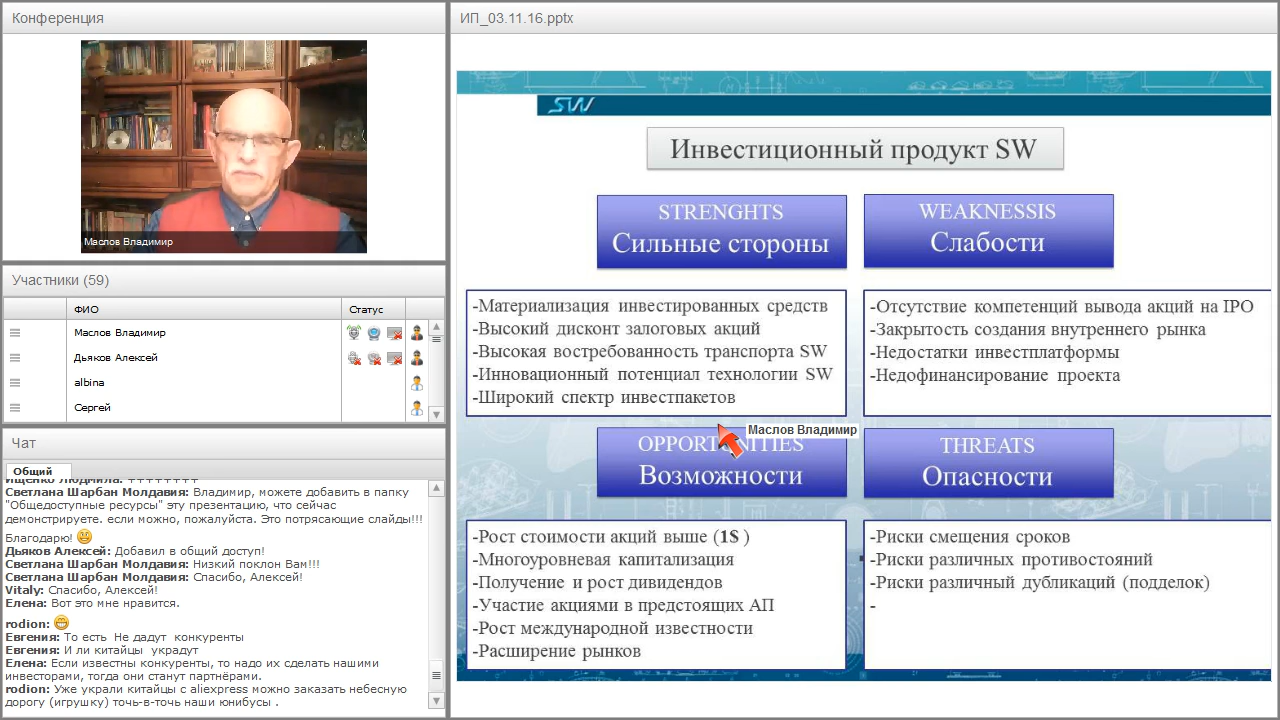 Конференция
Маслов Владимир
Участники (59)
ФИО
Статус
Маслов Владимир
Дьяков Алексей
albina
Сергей
Чат
Общий
Ищенко Людмила: ++++++++
Светлана Шарбан Молдавия: Владимир, можете добавить в папку
"Общедоступные ресурсы" эту презентацию, что сейчас
демонстрируете. если можно, пожалуйста. Это потрясающие слайды!!!
Благодарю!
Дьяков Алексей: Добавил в общий доступ!
Светлана Шарбан Молдавия: Низкий поклон Вам!!!
Светлана Шарбан Молдавия: Спасибо, Алексей!
Vitaly: Спасибо, Алексей!
Елена: Вот это мне нравится.
rodion:
Евгения: То есть Не дадут конкуренты
Евгения: И ли китайцы украдут
Елена: Если известны конкуренты, то надо их сделать нашими
инвесторами, тогда они станут партнёрами.
rodion: Уже украли китайцы с aliexpress можно заказать небесную
дорогу (игрушку) точь-в-точь наши юнибусы .
ИП_03.11.16.pptx
SW
Инвестиционный продукт SW
STRENGHTS
Сильные стороны
-Материализация инвестированных средств
-Высокий дисконт залоговых акций
-Высокая востребованность транспорта SW
-Инновационный потенциал технологии SW
-Широкий спектр инвестпакетов
WEAKNESSIS
Слабости
-Отсутствие компетенций вывода акций на IPO
-Закрытость создания внутреннего рынка
-Недостатки инвестплатформы
-Недофинансирование проекта
Маслов Владимир
OPPORTUNITIES
Возможности
-Рост стоимости акций выше (1$ )
-Многоуровневая капитализация
-Получение и рост дивидендов
-Участие акциями в предстоящих АП
-Рост международной известности
-Расширение рынков
THREATS
Опасности
-Риски смещения сроков
-Риски различных противостояний
-Риски различный дубликаций (подделок)
-